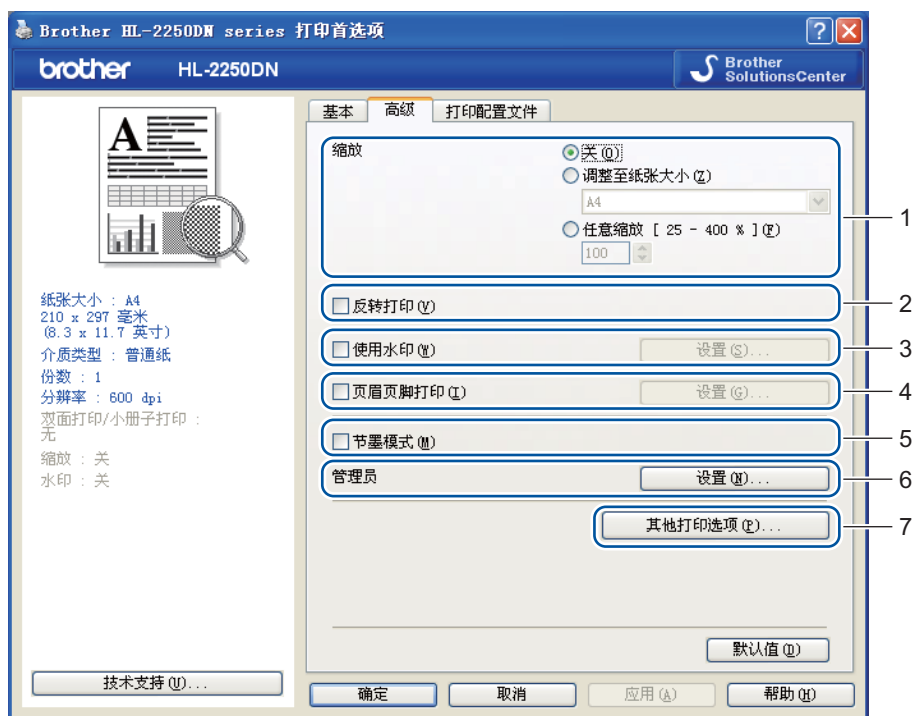 Brother HL-2250DN series 打印首选项
brother HL-2250DN
Brother
SolutionsCenter
A
纸张大小 : A4
210 x 297 毫米
(8.3 x 11.7 英寸)
介质类型 : 普通纸
份数 : 1
分辨率 : 600 dpi
双面打印/小册子打印 :
无
缩放 : 关
水印 : 关
技术支持(U)...
基本 高级 打印配置文件
缩放
关(O)
调整至纸张大小(Z)
A4
任意缩放 [ 25 - 400 % ](F)
100
1
反转打印(V)
2
使用水印(W) 设置(S)...
3
页眉页脚打印(I) 设置(G)...
4
节墨模式(M)
5
管理员 设置(N)...
6
其他打印选项(P)...
7
默认值(D)
确定 取消 应用(A) 帮助(H)